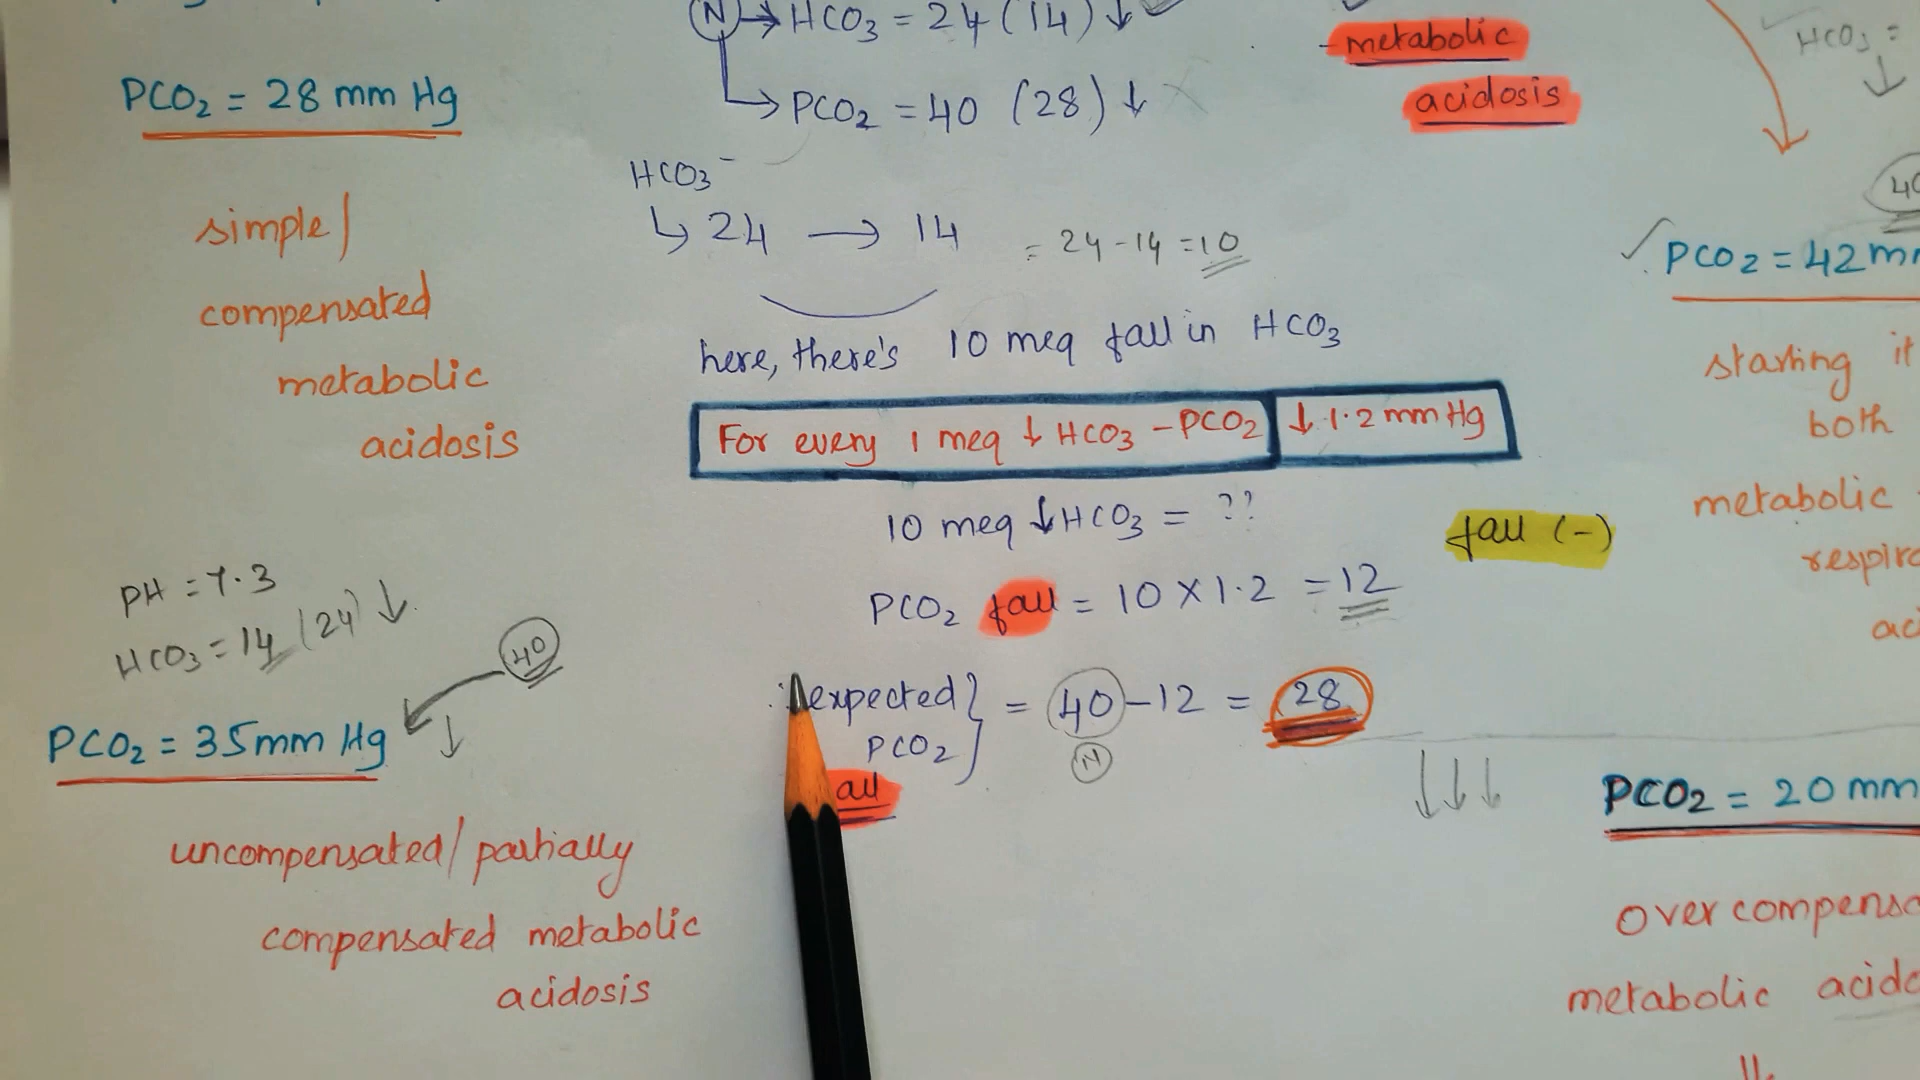 (N) → HCO3 = 24 (14) ↓
→ PCO2 = 40 (28) ↓
- metabolic
acidosis
HCO3 =
↓
PCO2 = 28 mm Hg
simple/
compensated
metabolic
acidosis
HCO3⁻
↳ 24 → 14 = 24-14 = 10
here, there's 10 meq fall in HCO3
For every 1 meq ↓ HCO3 - PCO2 ↓ 1.2 mm Hg
10 meq ↓ HCO3 = ??
fall (-)
PCO2 fall = 10 X 1.2 = 12
expected } = 40 - 12 = 28
PCO2
(N)
all
PH = 7.3
HCO3 = 14 (24) ↓
40
PCO2 = 35 mm Hg ↓
uncompensated/ partially
compensated metabolic
acidosis
40
PCO2 = 42 m
starting it
both
metabolic
↓↓↓
PCO2 = 20 mm
metabolic